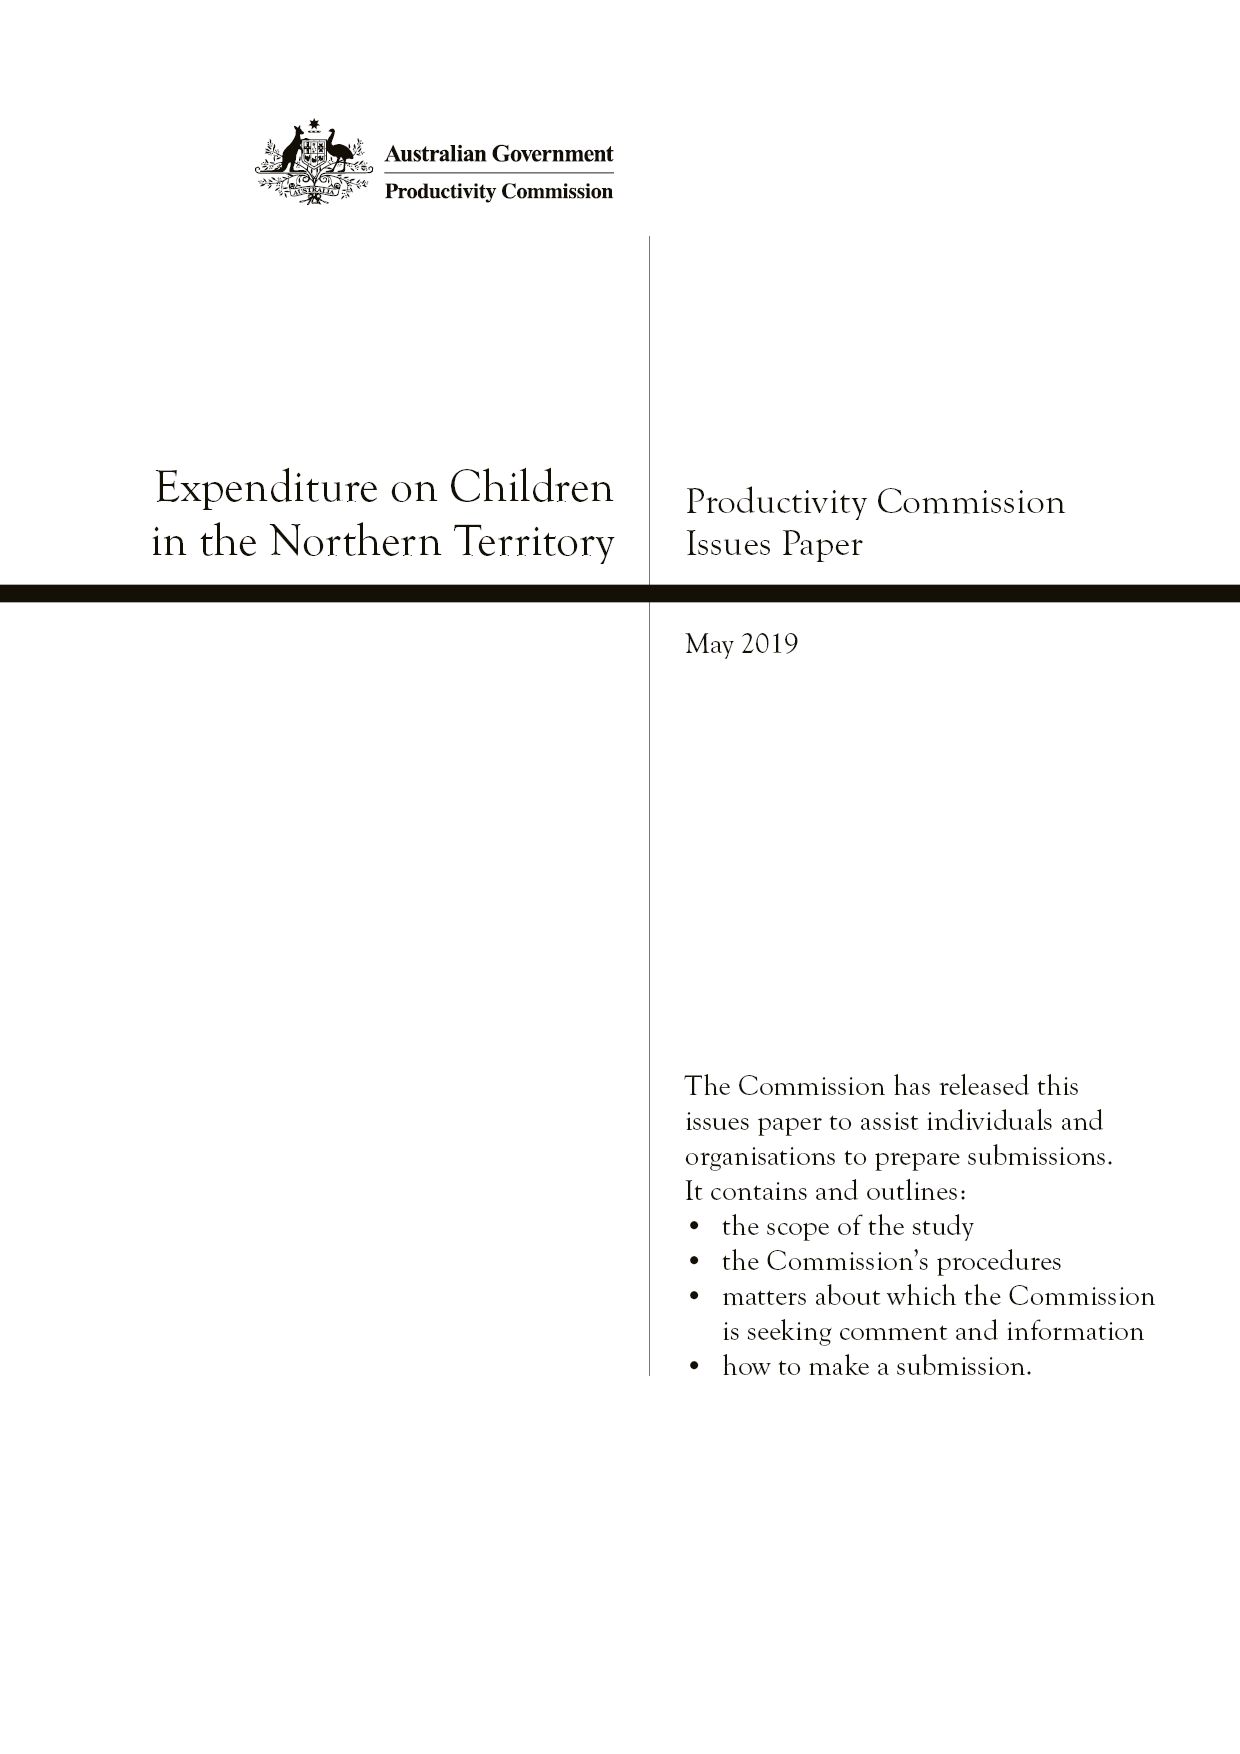 Australian Government
Productivity Commission
Expenditure on Children
in the Northern Territory
Productivity Commission
Issues Paper
May 2019
The Commission has released this
issues paper to assist individuals and
organisations to prepare submissions.
It contains and outlines:
• the scope of the study
• the Commission’s procedures
• matters about which the Commission
is seeking comment and information
• how to make a submission.
AUSTRALIA